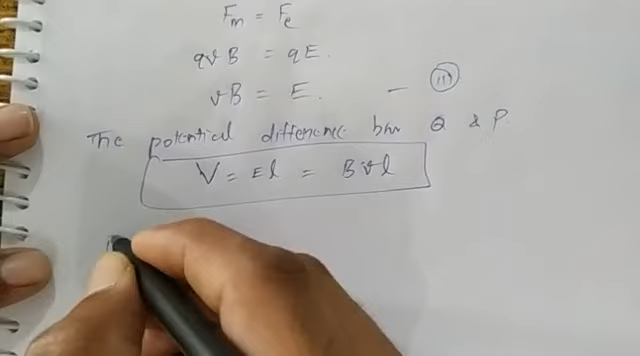 Fm = Fe
qvB = qE.
vB = E. — (iii)
The potential difference b/w Q & P.
V = El = Bvl